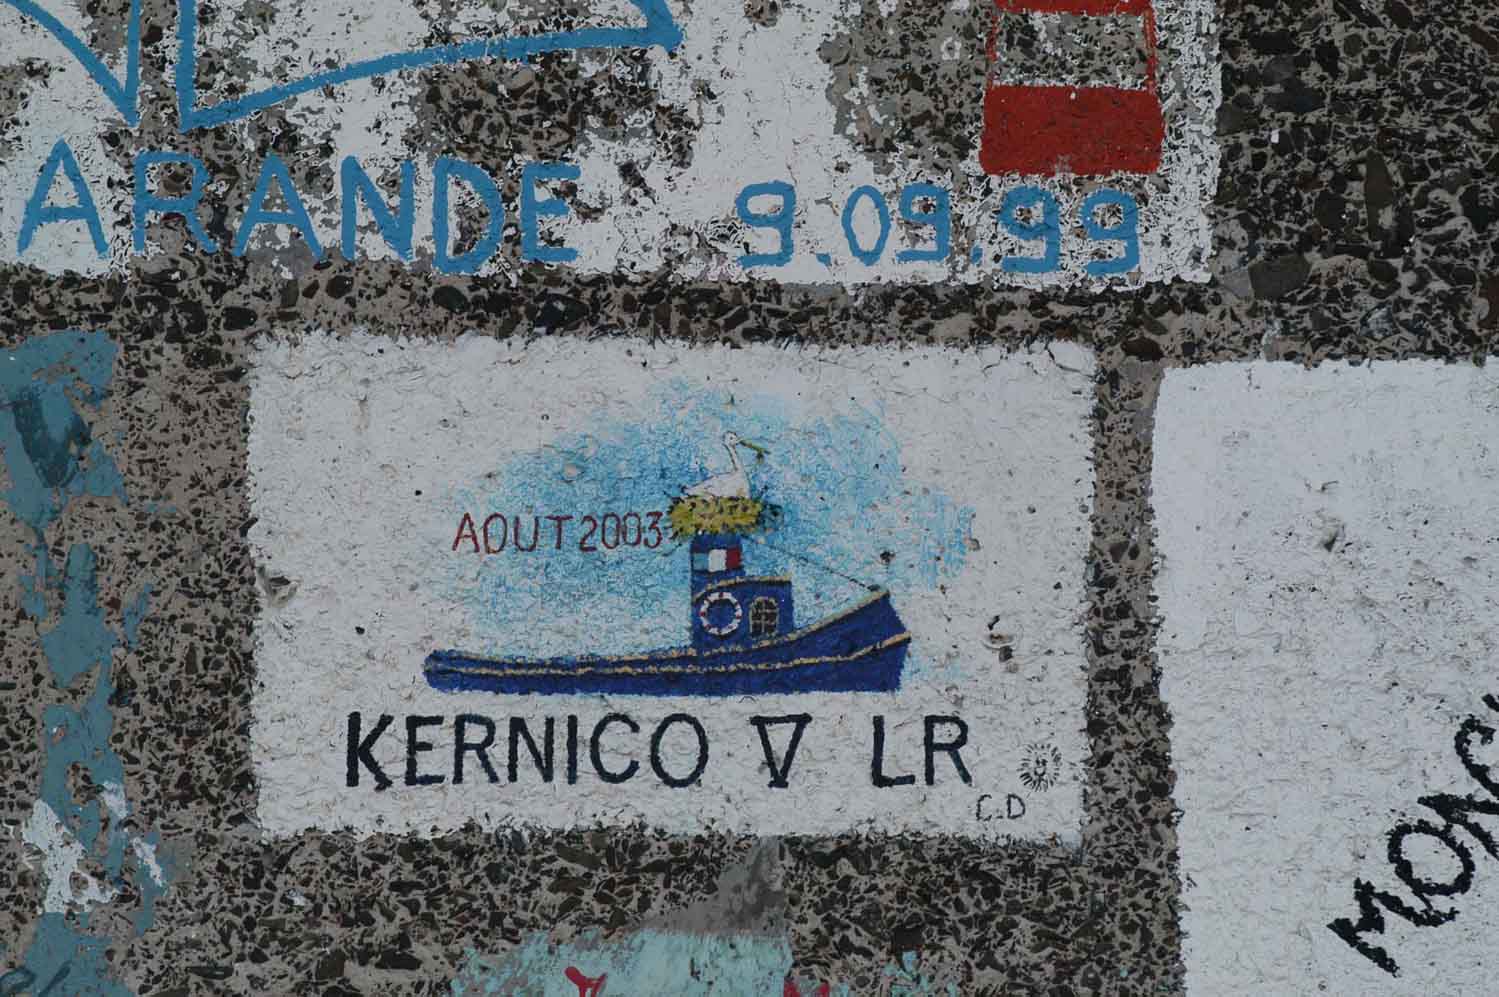 ARANDE 9.09.99
AOUT 2003
KERNICO V LR
C.D